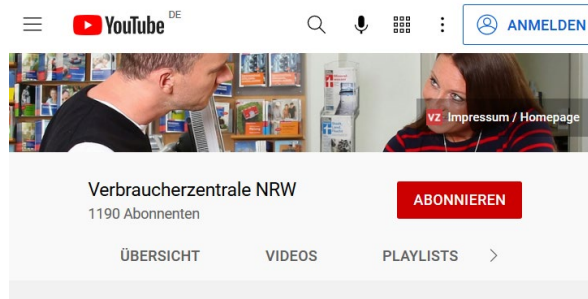 YouTube DE
ANMELDEN
vz Impressum / Homepage
Verbraucherzentrale NRW
1190 Abonnenten
ABONNIEREN
ÜBERSICHT VIDEOS PLAYLISTS